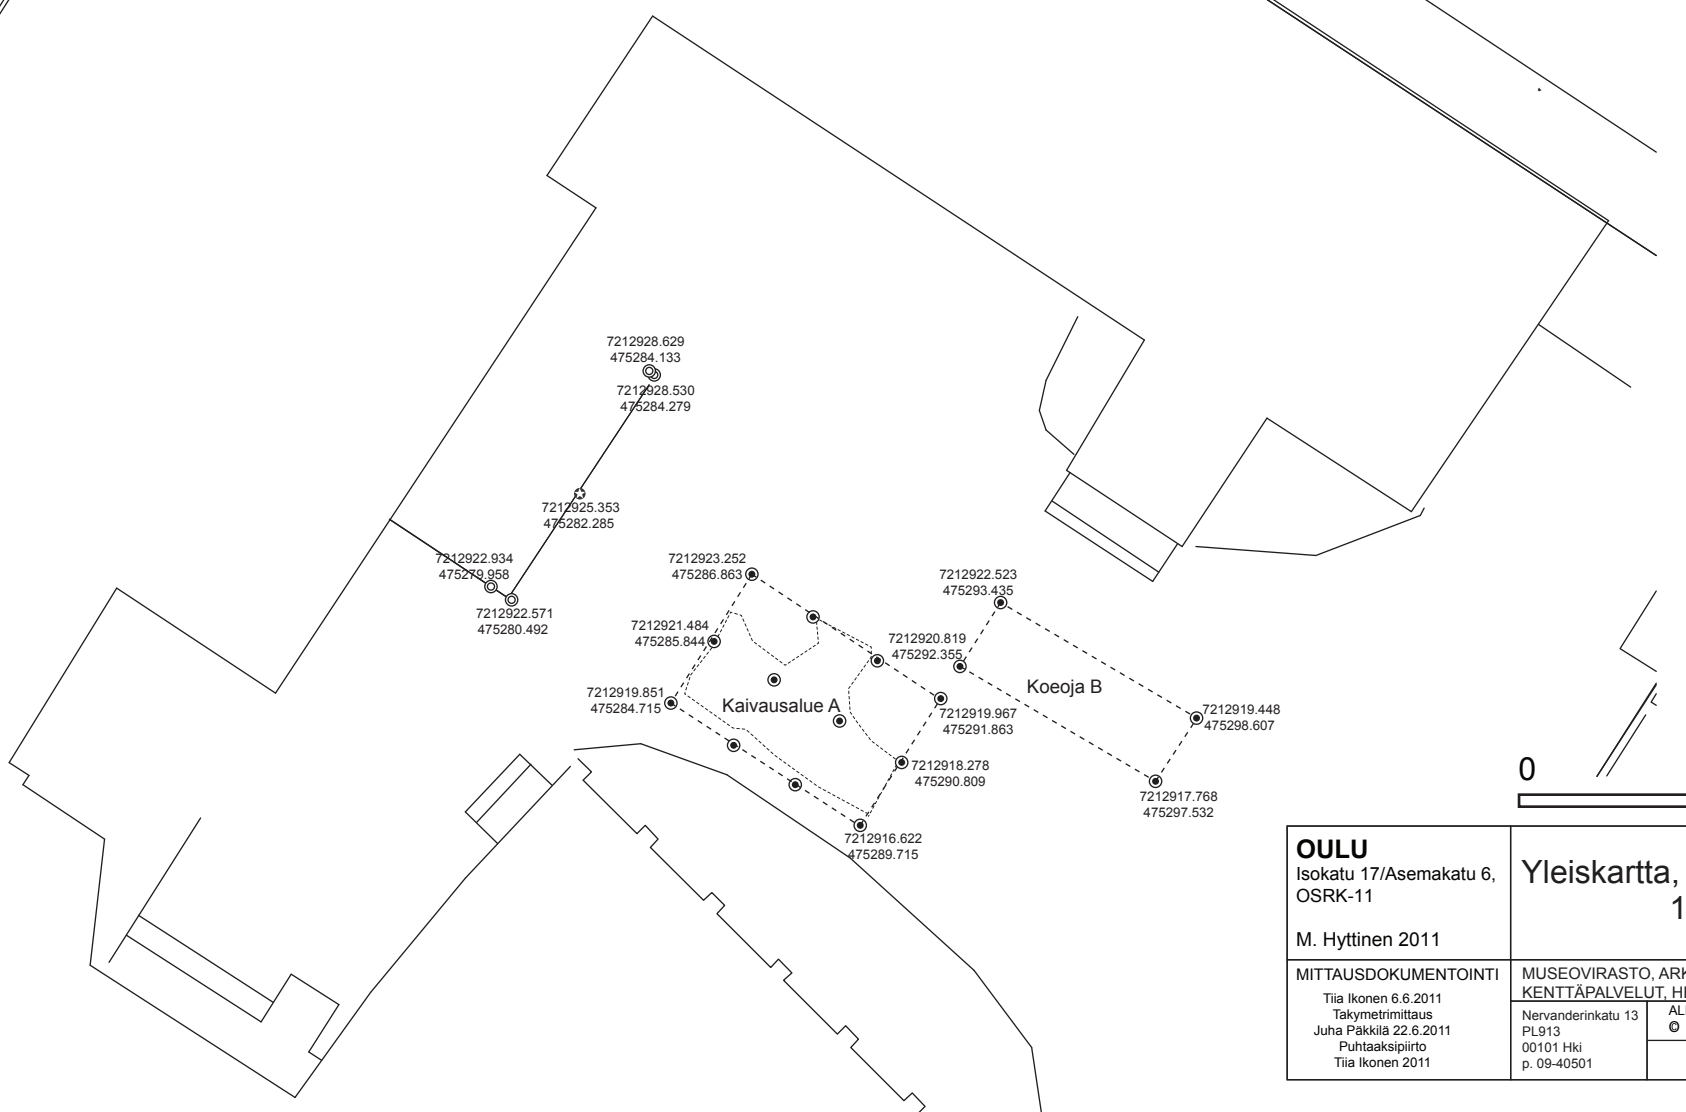 7212928.629
475284.133
7212928.530
475284.279
7212925.353
475282.285
7212922.934
475279.958
7212922.571
475280.492
7212923.252
475286.863
7212921.484
475285.844
7212919.851
475284.715
Kaivausalue A
7212922.523
475293.435
7212920.819
475292.355
Koeoja B
7212919.967
475291.863
7212918.278
475290.809
7212916.622
475289.715
7212919.448
475298.607
7212917.768
475297.532
0
OULU
Isokatu 17/Asemakatu 6,
OSRK-11
M. Hyttinen 2011
Yleiskartta,
1
MITTAUSDOKUMENTOINTI
Tiia Ikonen 6.6.2011
Takymetrimittaus
Juha Päkkilä 22.6.2011
Puhtaaksipiirto
Tiia Ikonen 2011
MUSEOVIRASTO, ARK
KENTTÄPALVELUT, HI
Nervanderinkatu 13
PL913
00101 Hki
p. 09-40501
AL
©